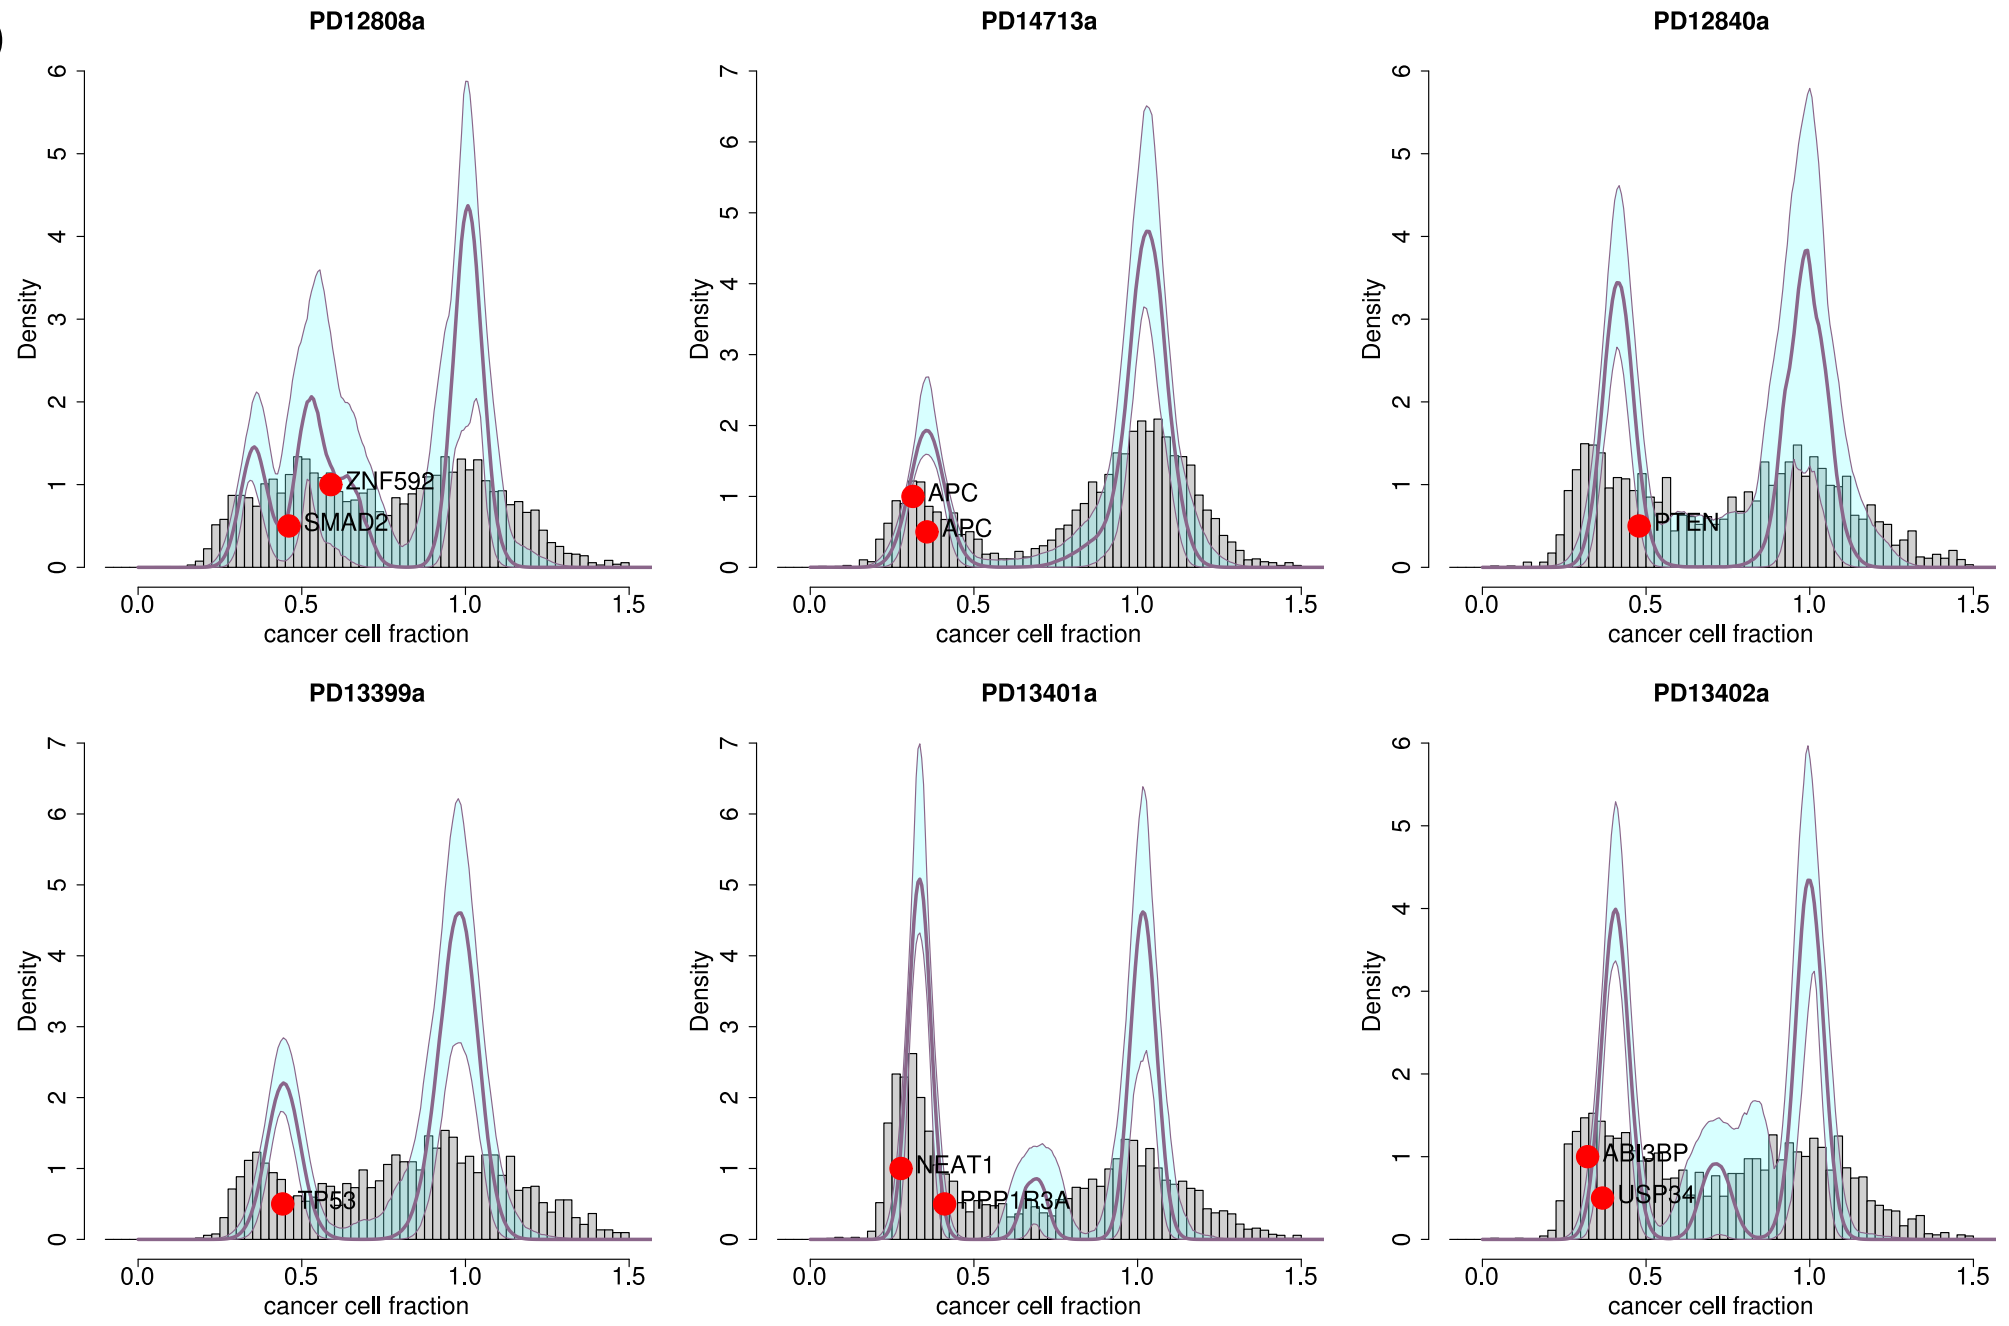 )
PD12808a
6
5
4
3
2
1
0
Density
ZNF592
SMAD2
0.0 0.5 1.0 1.5
cancer cell fraction
PD14713a
7
6
5
4
3
2
1
0
Density
APC
APC
0.0 0.5 1.0 1.5
cancer cell fraction
PD12840a
6
5
4
3
2
1
0
Density
PTEN
0.0 0.5 1.0 1.5
cancer cell fraction
PD13399a
7
6
5
4
3
2
1
0
Density
TP53
0.0 0.5 1.0 1.5
cancer cell fraction
PD13401a
7
6
5
4
3
2
1
0
Density
NEAT1
PPP1R3A
0.0 0.5 1.0 1.5
cancer cell fraction
PD13402a
6
5
4
3
2
1
0
Density
ABI3BP
USP34
0.0 0.5 1.0 1.5
cancer cell fraction